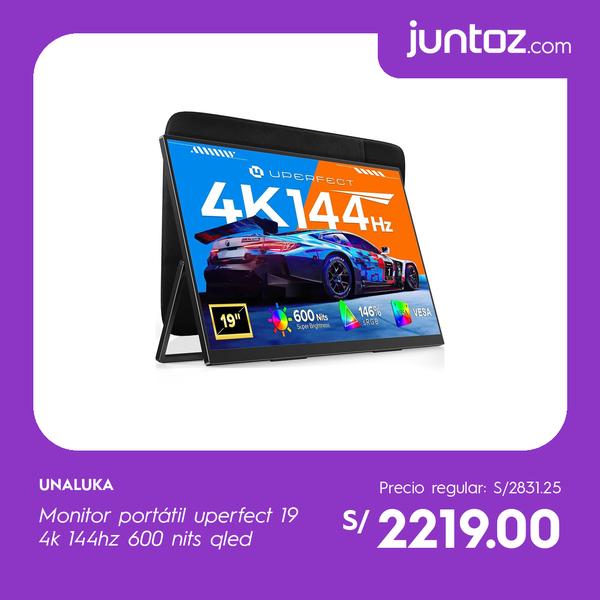 juntoz.com
UPERFECT
4K144Hz
19"
600 Nits
Super Brightness
146%
sRGB
VESA
UNALUKA
Precio regular: S/2831.25
Monitor portátil uperfect 19
4k 144hz 600 nits qled
S/ 2219.00